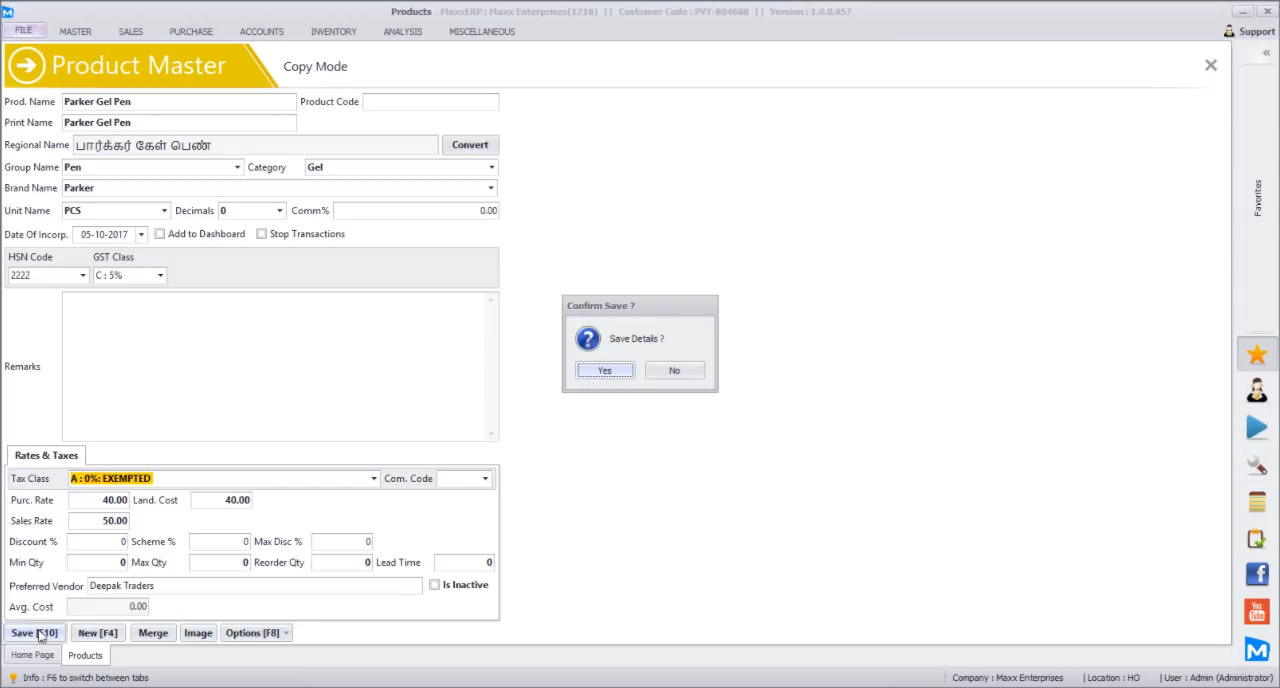 Products - MaxxERP : Maxx Enterprises(1718) || Customer Code : PVY-B04680 || Version : 1.0.0.457
FILE MASTER SALES PURCHASE ACCOUNTS INVENTORY ANALYSIS MISCELLANEOUS Support
Product Master Copy Mode
Prod. Name Parker Gel Pen Product Code
Print Name Parker Gel Pen
Regional Name பார்க்கர் கேள் பெண் Convert
Group Name Pen Category Gel
Brand Name Parker
Favorites
Unit Name PCS Decimals 0 Comm% 0.00
Date Of Incorp. 05-10-2017 Add to Dashboard Stop Transactions
HSN Code GST Class
2222 C : 5%
Confirm Save ?
Save Details ?
Yes No
Remarks
Rates & Taxes
Tax Class A : 0%: EXEMPTED Com. Code
Purc. Rate 40.00 Land. Cost 40.00
Sales Rate 50.00
Discount % 0 Scheme % 0 Max Disc % 0
Min Qty 0 Max Qty 0 Reorder Qty 0 Lead Time 0
Preferred Vendor Deepak Traders Is Inactive
Avg. Cost 0.00
Save [F10] New [F4] Merge Image Options [F8]
You Tube
Home Page Products
Info : F6 to switch between tabs Company : Maxx Enterprises | Location : HO | User : Admin (Administrator)